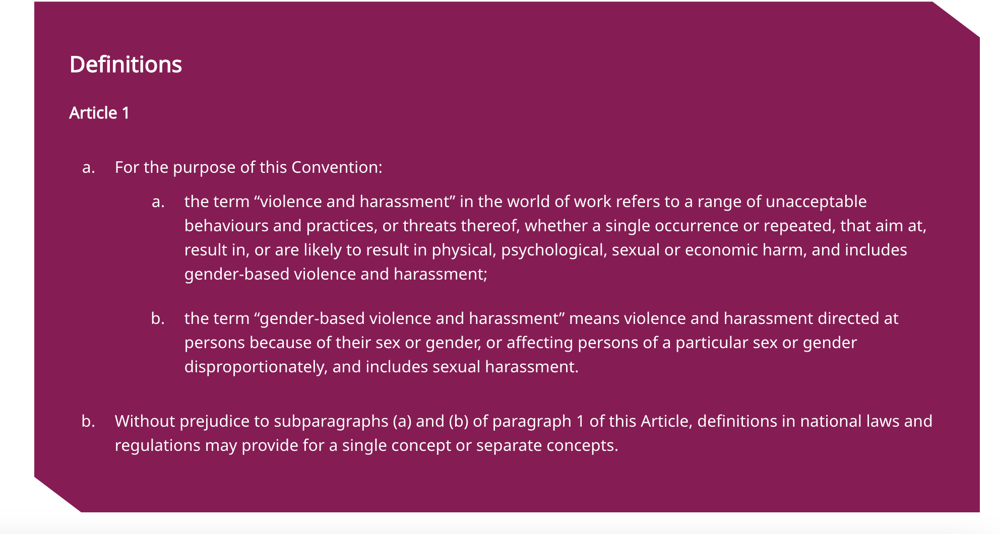 Definitions
Article 1
a. For the purpose of this Convention:
a. the term “violence and harassment” in the world of work refers to a range of unacceptable
behaviours and practices, or threats thereof, whether a single occurrence or repeated, that aim at,
result in, or are likely to result in physical, psychological, sexual or economic harm, and includes
gender-based violence and harassment;
b. the term “gender-based violence and harassment” means violence and harassment directed at
persons because of their sex or gender, or affecting persons of a particular sex or gender
disproportionately, and includes sexual harassment.
b. Without prejudice to subparagraphs (a) and (b) of paragraph 1 of this Article, definitions in national laws and
regulations may provide for a single concept or separate concepts.